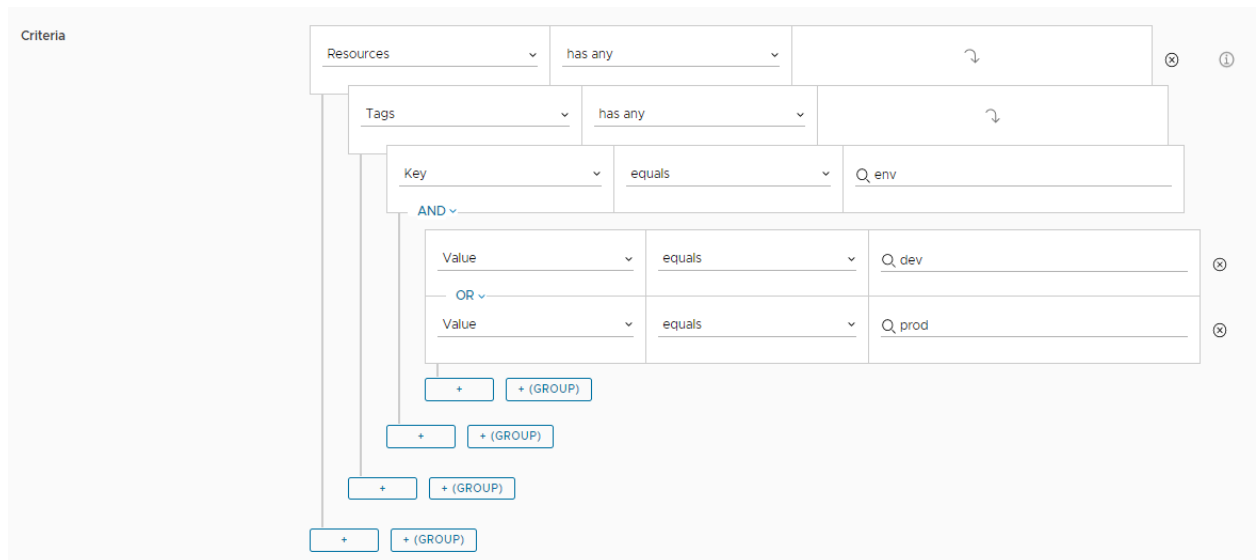 Criteria
Resources has any
Tags has any
Key equals env
AND
Value equals dev
OR
Value equals prod
+ + (GROUP)
+ + (GROUP)
+ + (GROUP)
+ + (GROUP)